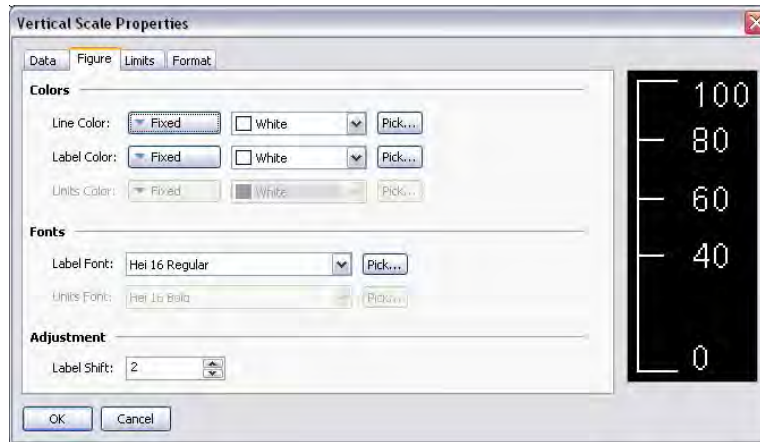 Vertical Scale Properties
Data Figure Limits Format
Colors
Line Color: Fixed White Pick...
Label Color: Fixed White Pick...
Units Color: Fixed White Pick...
Fonts
Label Font: Hei 16 Regular Pick...
Units Font: Hei 16 Bold Pick...
Adjustment
Label Shift: 2
OK Cancel
100
80
60
40
0